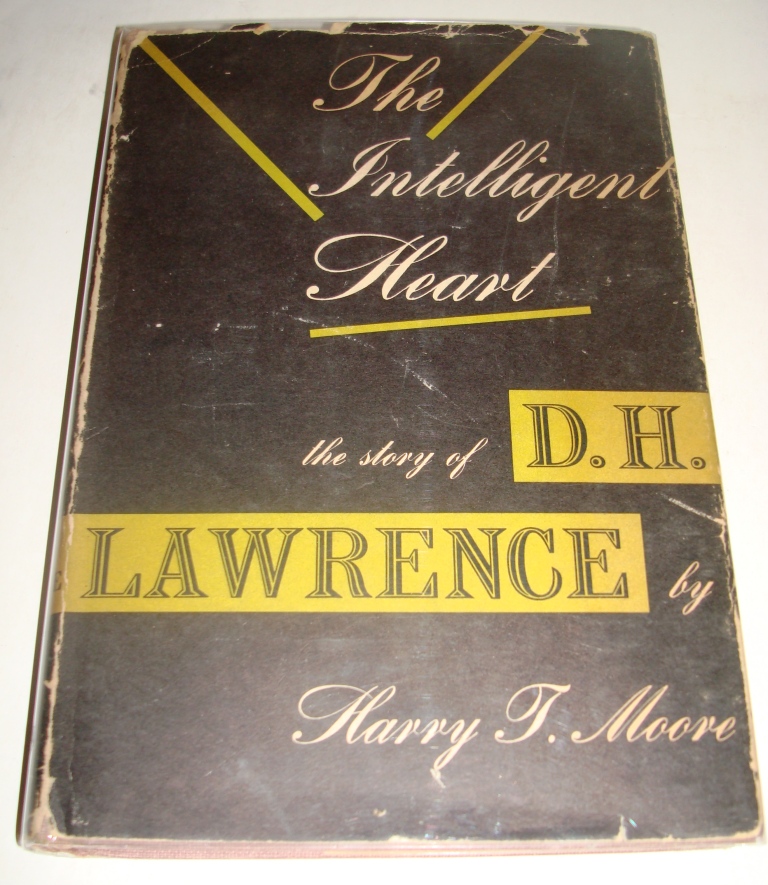 The
Intelligent
Heart
the story of D.H.
LAWRENCE by
Harry T. Moore